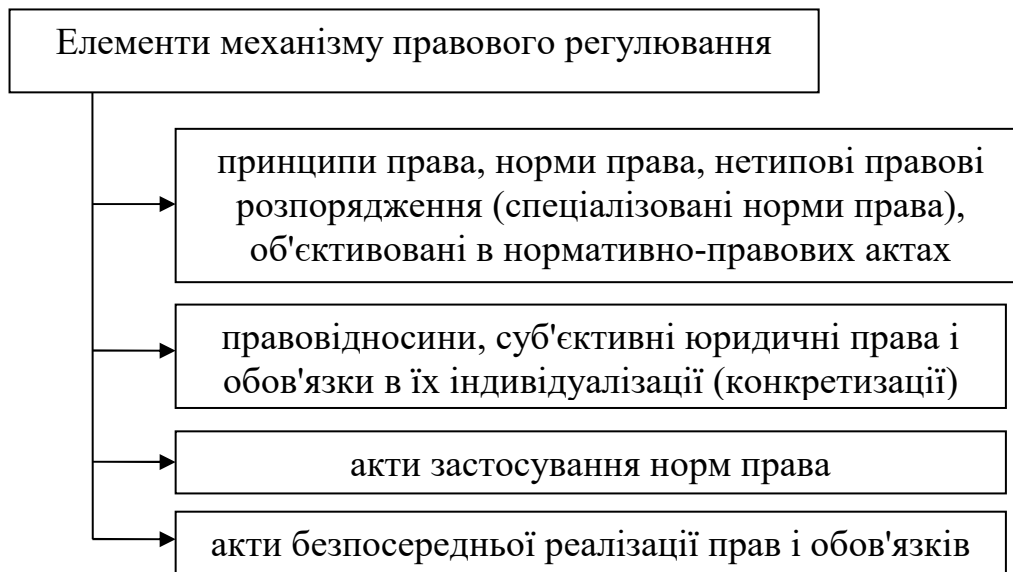 Елементи механізму правового регулювання
принципи права, норми права, нетипові правові
розпорядження (спеціалізовані норми права),
об'єктивовані в нормативно-правових актах
правовідносини, суб'єктивні юридичні права і
обов'язки в їх індивідуалізації (конкретизації)
акти застосування норм права
акти безпосередньої реалізації прав і обов'язків